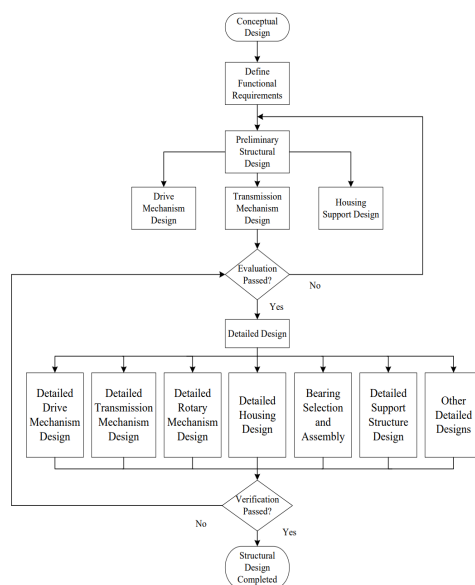 Conceptual
Design
Define
Functional
Requirements
Preliminary
Structural
Design
Drive
Mechanism
Design
Transmission
Mechanism
Design
Housing
Support Design
Evaluation
Passed?
No
Yes
Detailed Design
Detailed
Drive
Mechanism
Design
Detailed
Transmission
Mechanism
Design
Detailed
Rotary
Mechanism
Design
Detailed
Housing
Design
Bearing
Selection
and
Assembly
Detailed
Support
Structure
Design
Other
Detailed
Designs
Verification
Passed?
No
Yes
Structural
Design
Completed